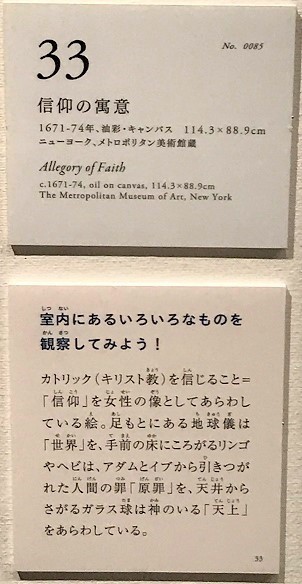 33
No. 0085
信仰の寓意
1671-74年、油彩・キャンバス 114.3×88.9cm
ニューヨーク、メトロポリタン美術館蔵
Allegory of Faith
c.1671-74, oil on canvas, 114.3×88.9cm
The Metropolitan Museum of Art, New York
室内にあるいろいろなものを
観察してみよう！
カトリック（キリスト教）を信じること＝
「信仰」を女性の像としてあらわし
ている絵。足もとにある地球儀は
「世界」を、手前の床にころがるリンゴ
やヘビは、アダムとイブから引きつが
れた人間の罪「原罪」を、天井から
さがるガラス球は神のいる「天上」
をあらわしている。
33